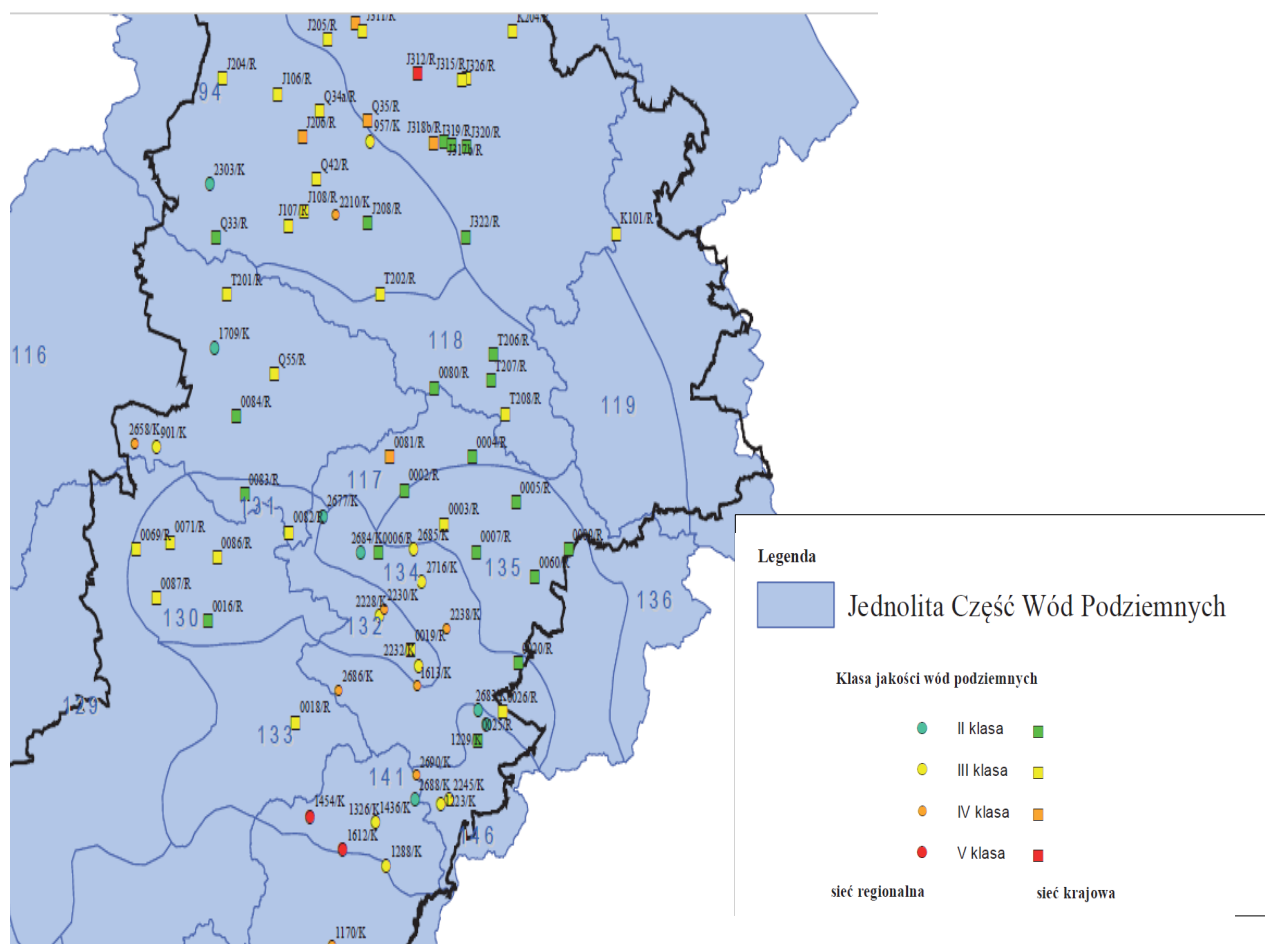 J311/R
K204/R
J205/R
J204/R
J312/R
J315/R
J326/R
94
J106/R
Q34a/R
Q35/R
J206/R
957/K
J318b/R
J319/R
J320/R
J317b/R
2303/K
Q42/R
J108/R
J107/R
2210/K
J208/R
Q33/R
J322/R
K101/R
T201/R
T202/R
1709/K
118
116
T206/R
Q55/R
T207/R
0080/R
119
0084/R
T208/R
2658/K
901/K
0081/R
0004/R
117
0083/R
0002/R
131
2677/K
0005/R
0082/R
0003/R
0071/R
0069/R
2684/K
0006/R
2685/K
0007/R
0086/R
134
135
0060/R
2716/K
0087/R
136
2228/K
2230/K
130
0016/R
132
2238/K
0019/R
2232/K
0020/R
1613/K
2686/K
129
0018/R
0026/R
133
1229/K
2690/K
141
2688/K
2245/K
1454/K
1326/K
1436/K
146
1612/K
1288/K
1170/K
Legenda
Jednolita Część Wód Podziemnych
Klasa jakości wód podziemnych
II klasa
III klasa
IV klasa
V klasa
sieć regionalna
sieć krajowa